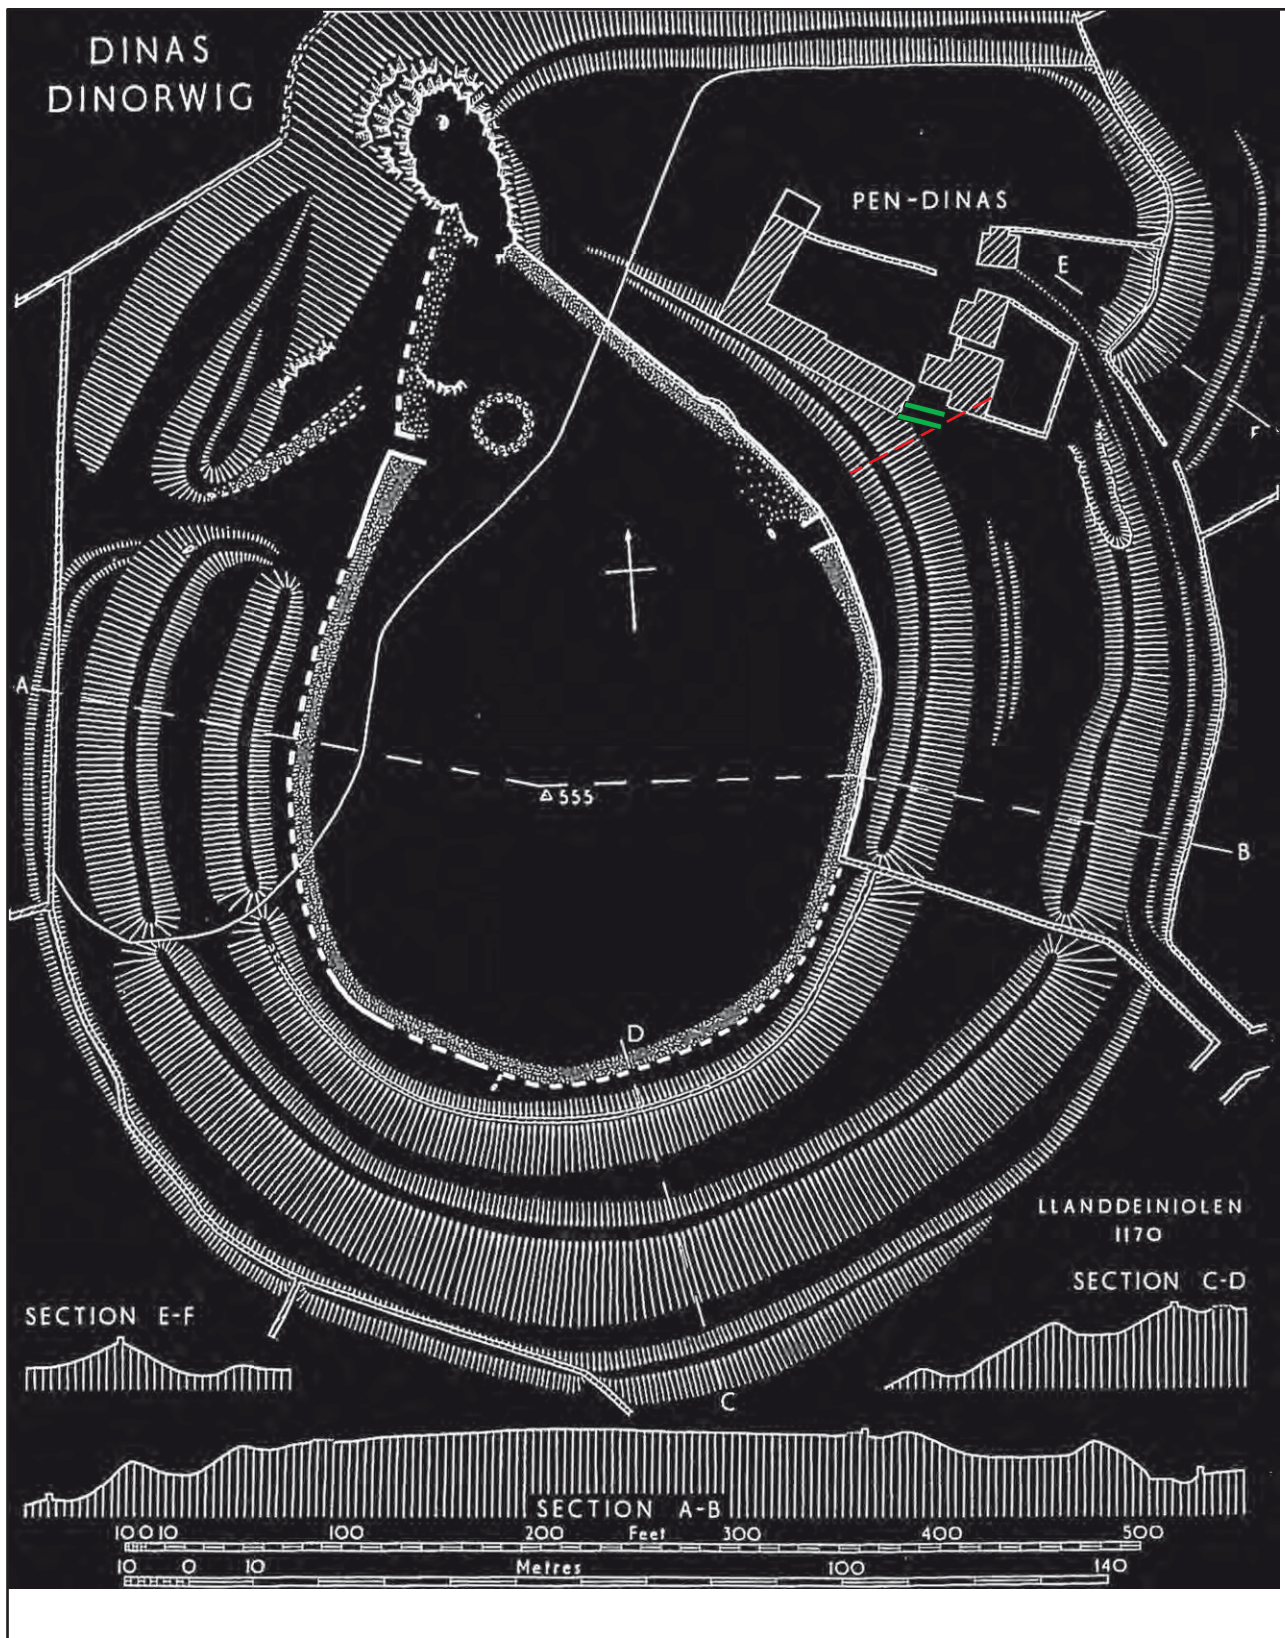 DINAS
DINORWIG
PEN-DINAS
E
F
A
555
B
D
LLANDDEINIOLEN
1170
SECTION C-D
SECTION E-F
C
SECTION A-B
10 0 10 100 200 Feet 300 400 500
10 0 10 Metres 100 140